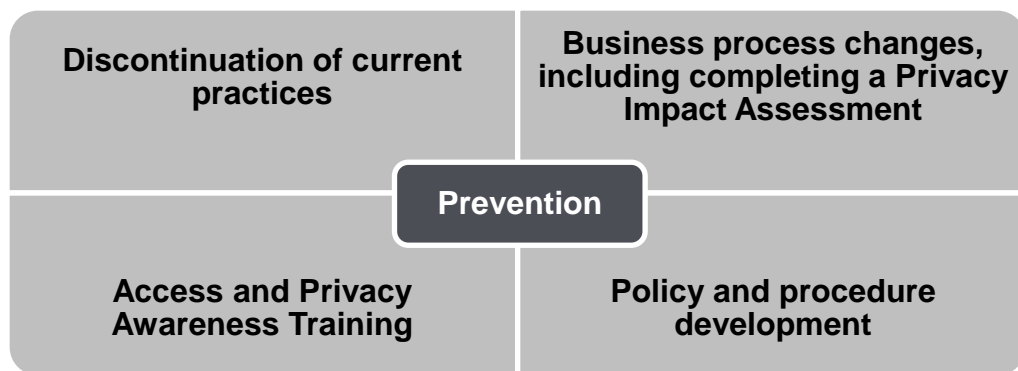 Discontinuation of current
practices
Business process changes,
including completing a Privacy
Impact Assessment
Prevention
Access and Privacy
Awareness Training
Policy and procedure
development